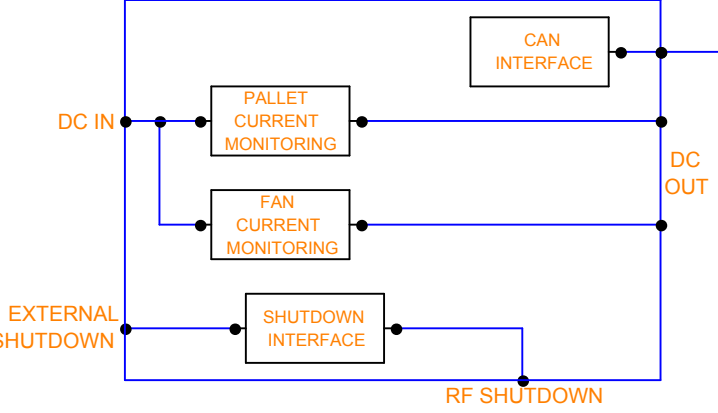 CAN
INTERFACE
PALLET
CURRENT
MONITORING
DC IN
DC
OUT
FAN
CURRENT
MONITORING
EXTERNAL
SHUTDOWN
SHUTDOWN
INTERFACE
RF SHUTDOWN